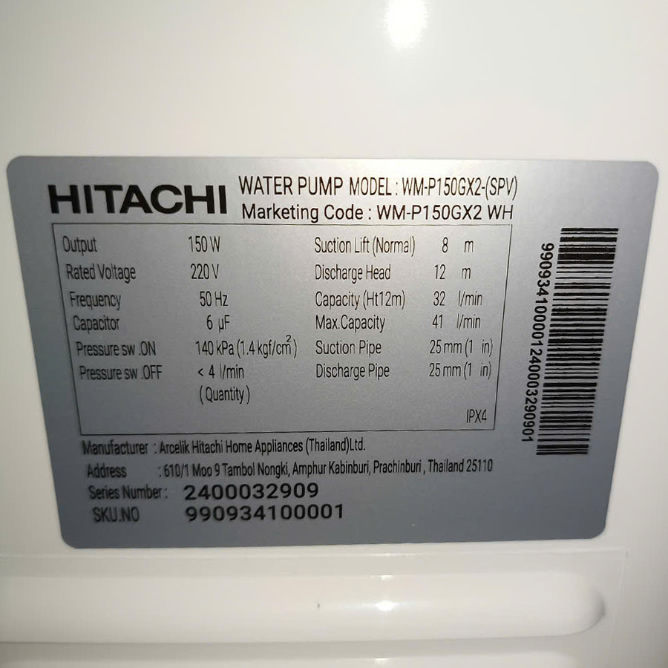 HITACHI WATER PUMP MODEL : WM-P150GX2-(SPV)
Marketing Code : WM-P150GX2 WH
Output 150 W Suction Lift (Normal) 8 m
Rated Voltage 220 V Discharge Head 12 m
Frequency 50 Hz Capacity (Ht12m) 32 l/min
Capacitor 6 µF Max.Capacity 41 l/min
Pressure sw .ON 140 kPa (1.4 kgf/cm²) Suction Pipe 25 mm (1 in)
Pressure sw .OFF < 4 l/min Discharge Pipe 25 mm (1 in)
(Quantity)
IPX4
Manufacturer : Arcelik Hitachi Home Appliances (Thailand)Ltd.
Address : 610/1 Moo 9 Tambol Nongki, Amphur Kabinburi, Prachinburi , Thailand 25110
Series Number : 2400032909
SKU.NO 990934100001
990934100001240003290901